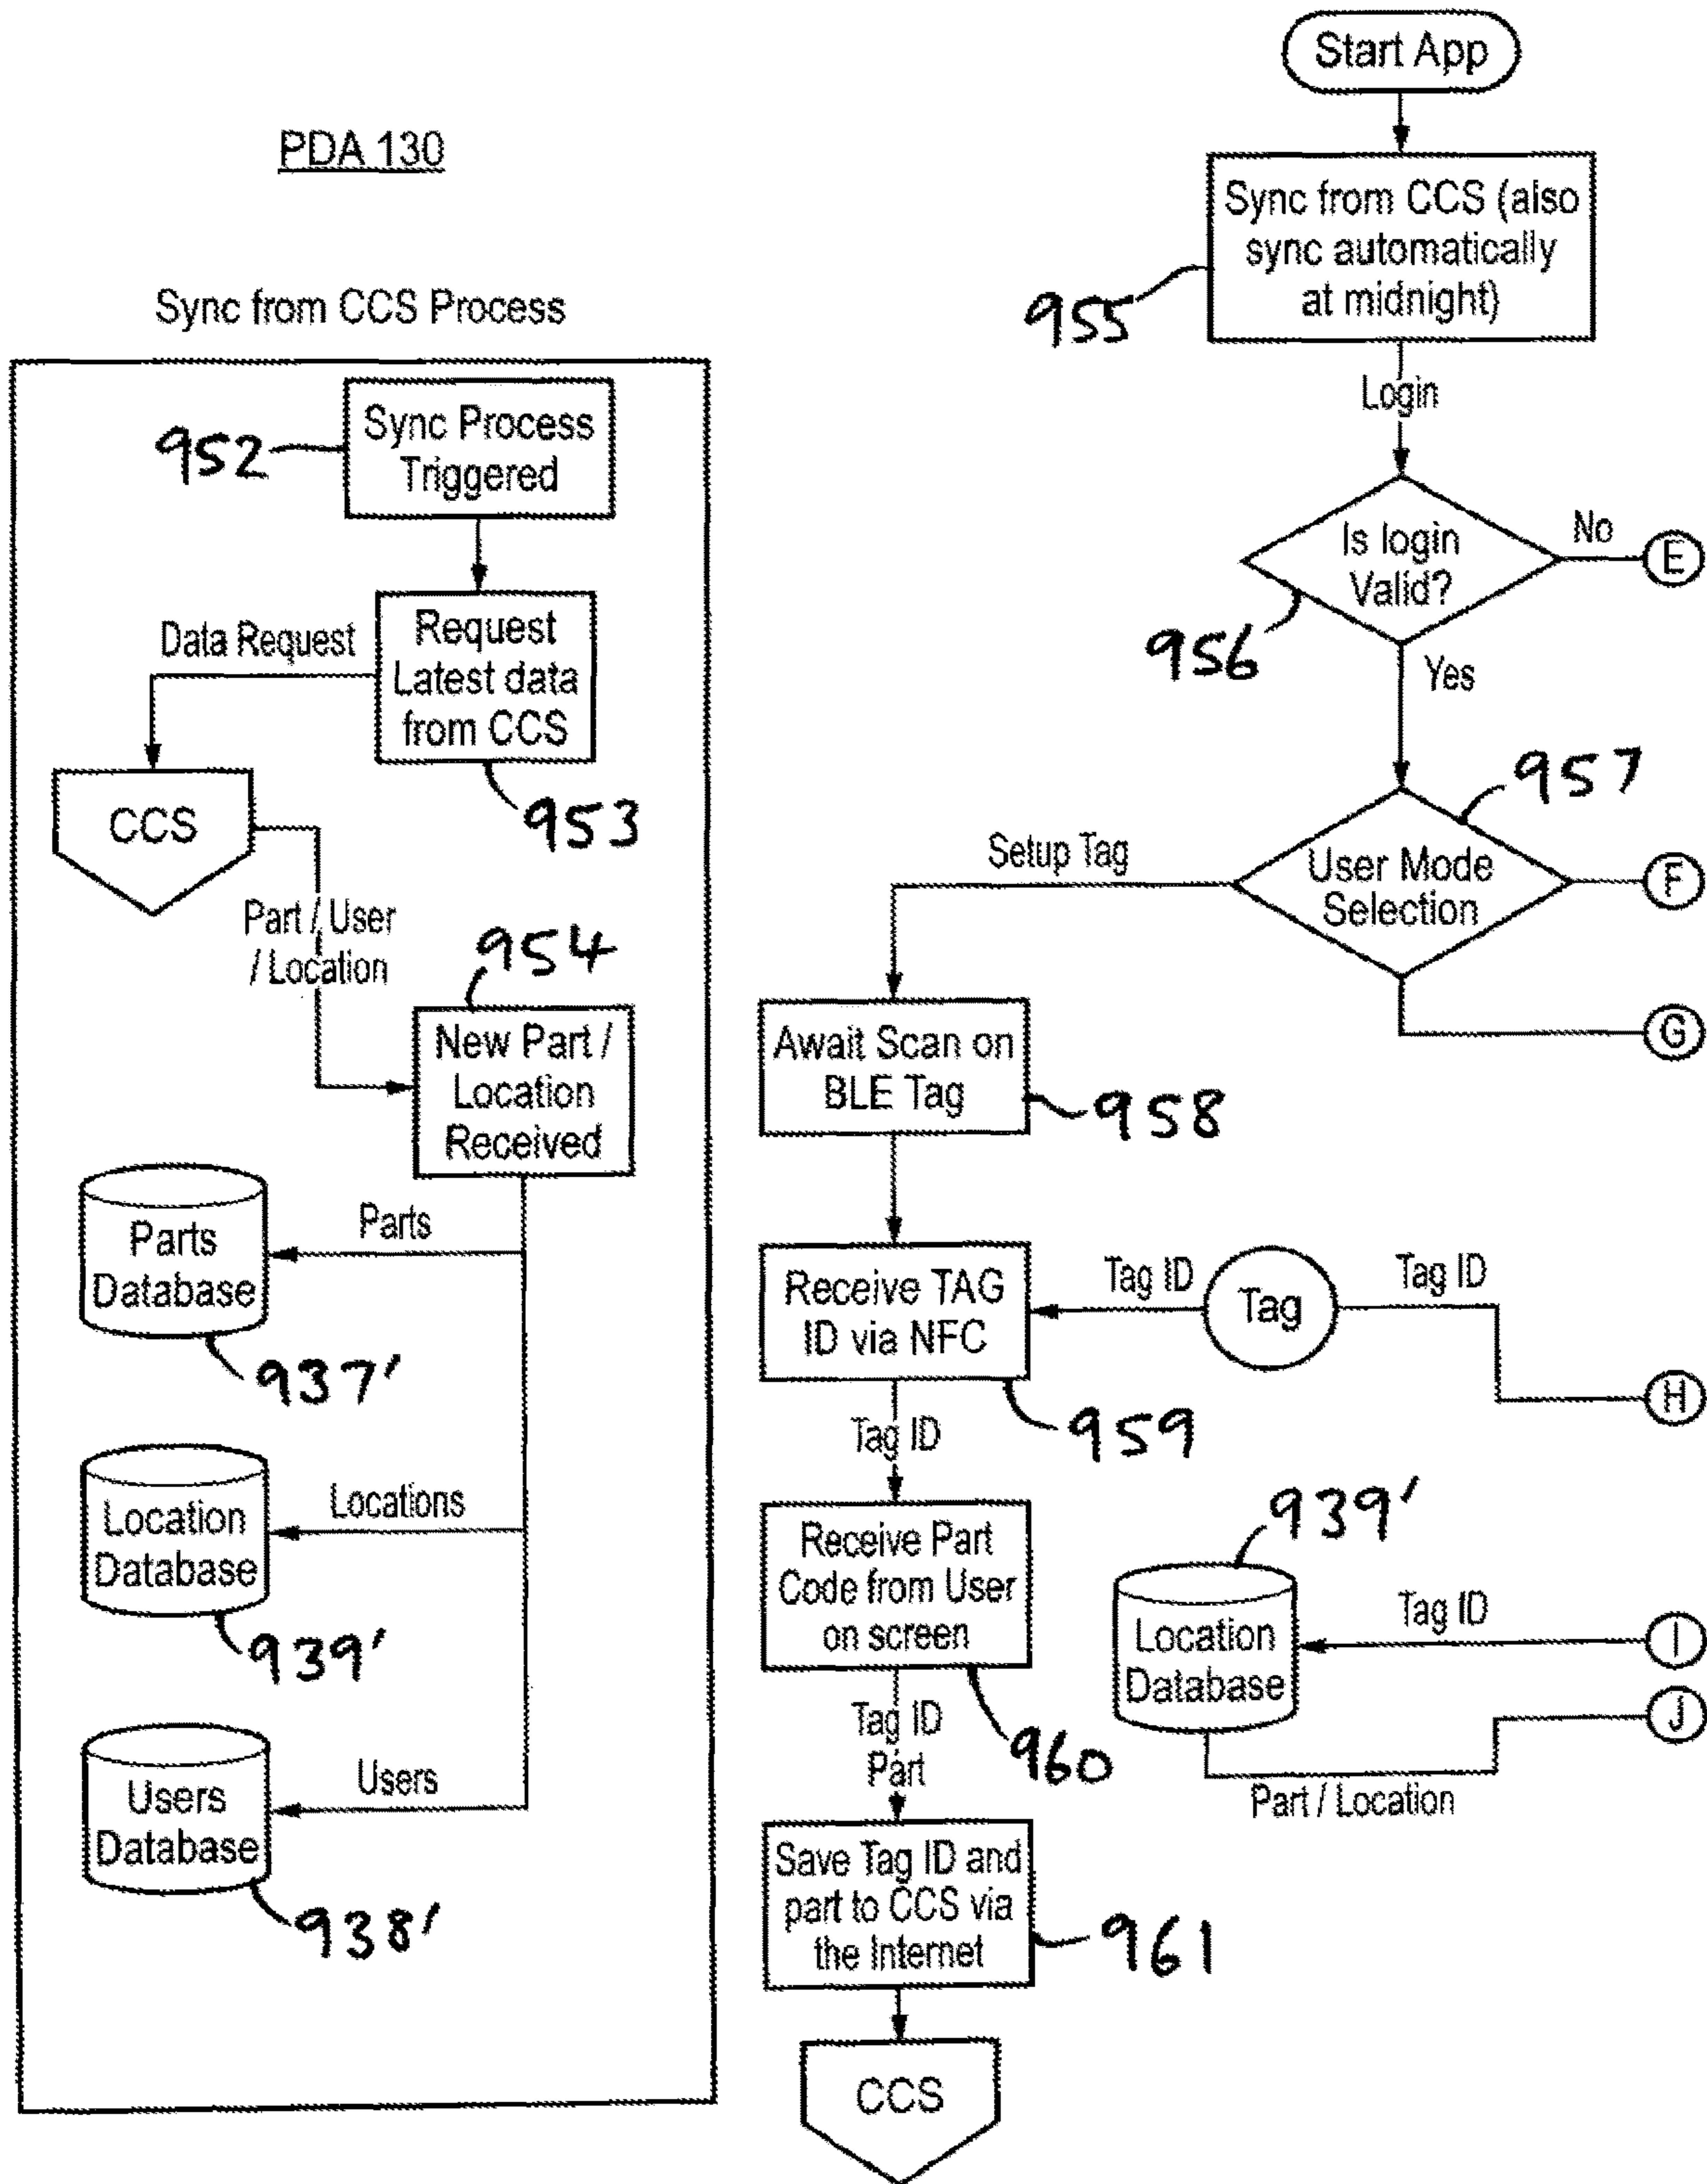 PDA 130
Sync from CCS Process
952
Sync Process
Triggered
Data Request
Request
Latest data
from CCS
953
CCS
Part / User
/ Location
954
New Part /
Location
Received
Parts
Parts
Database
937'
Locations
Location
Database
939'
Users
Users
Database
938'
Start App
Sync from CCS (also
sync automatically
at midnight)
955
Login
Is login
Valid?
956
No
E
Yes
957
User Mode
Selection
F
G
Setup Tag
Await Scan on
BLE Tag
958
Receive TAG
ID via NFC
959
Tag ID
Tag
Tag ID
H
Tag ID
Receive Part
Code from User
on screen
960
939'
Location
Database
Tag ID
I
J
Part / Location
Tag ID
Part
Save Tag ID and
part to CCS via
the Internet
961
CCS